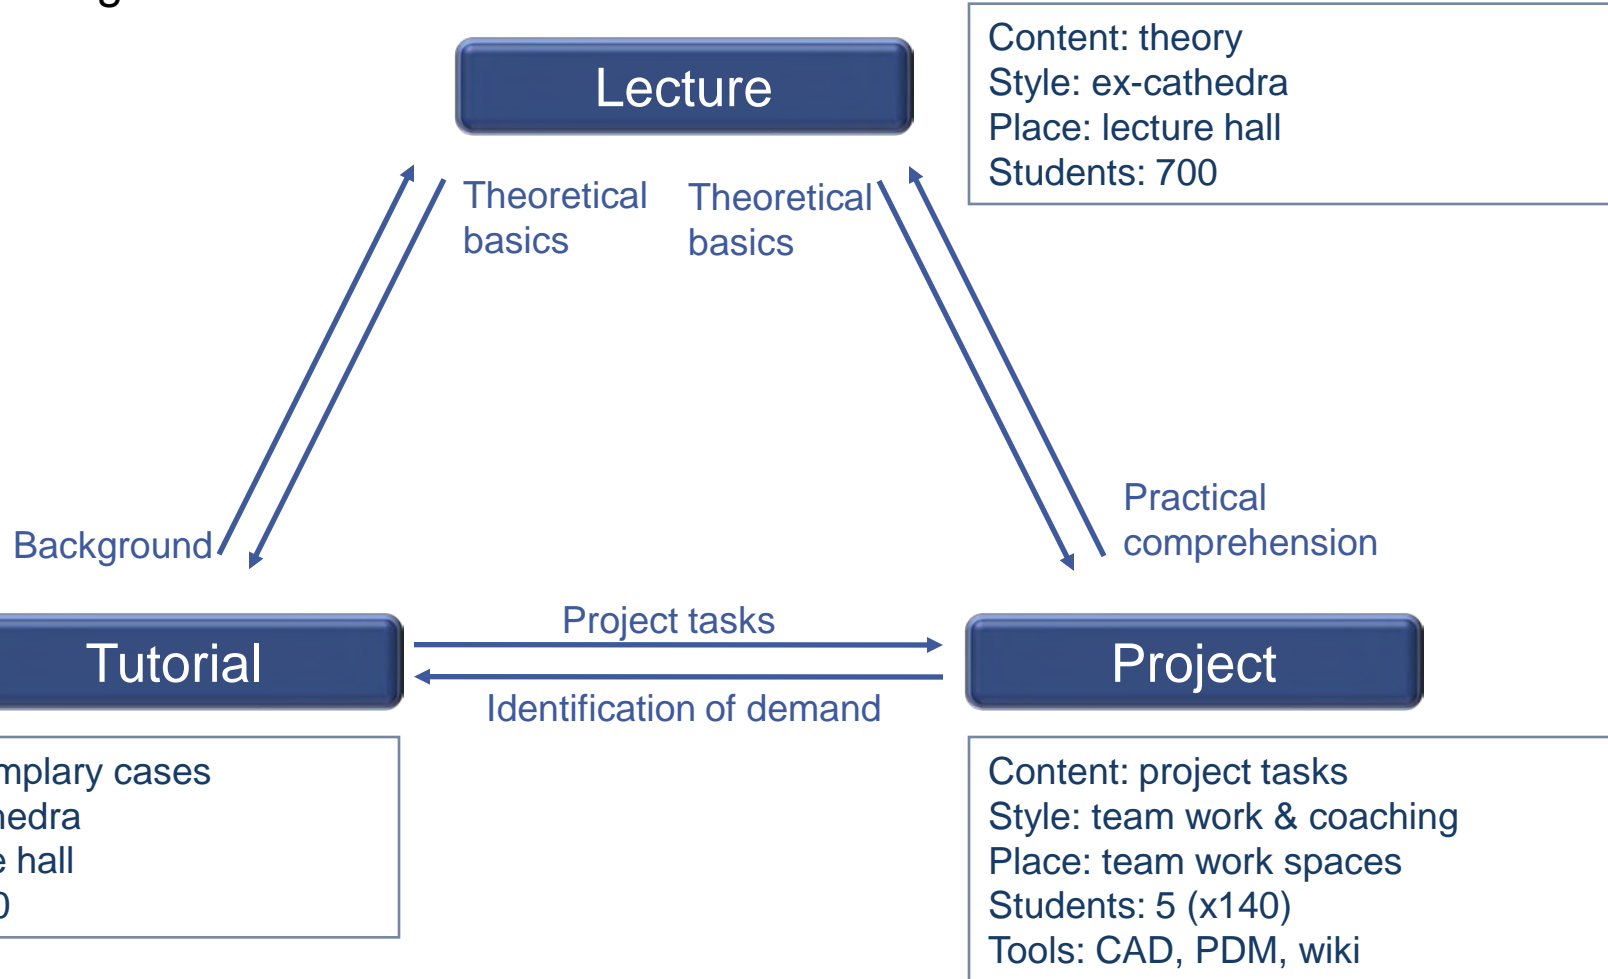 Lecture
Content: theory
Style: ex-cathedra
Place: lecture hall
Students: 700
Theoretical
basics
Theoretical
basics
Background
Practical
comprehension
Project tasks
Identification of demand
Tutorial
Project
mplary cases
hedra
e hall
0
Content: project tasks
Style: team work & coaching
Place: team work spaces
Students: 5 (x140)
Tools: CAD, PDM, wiki